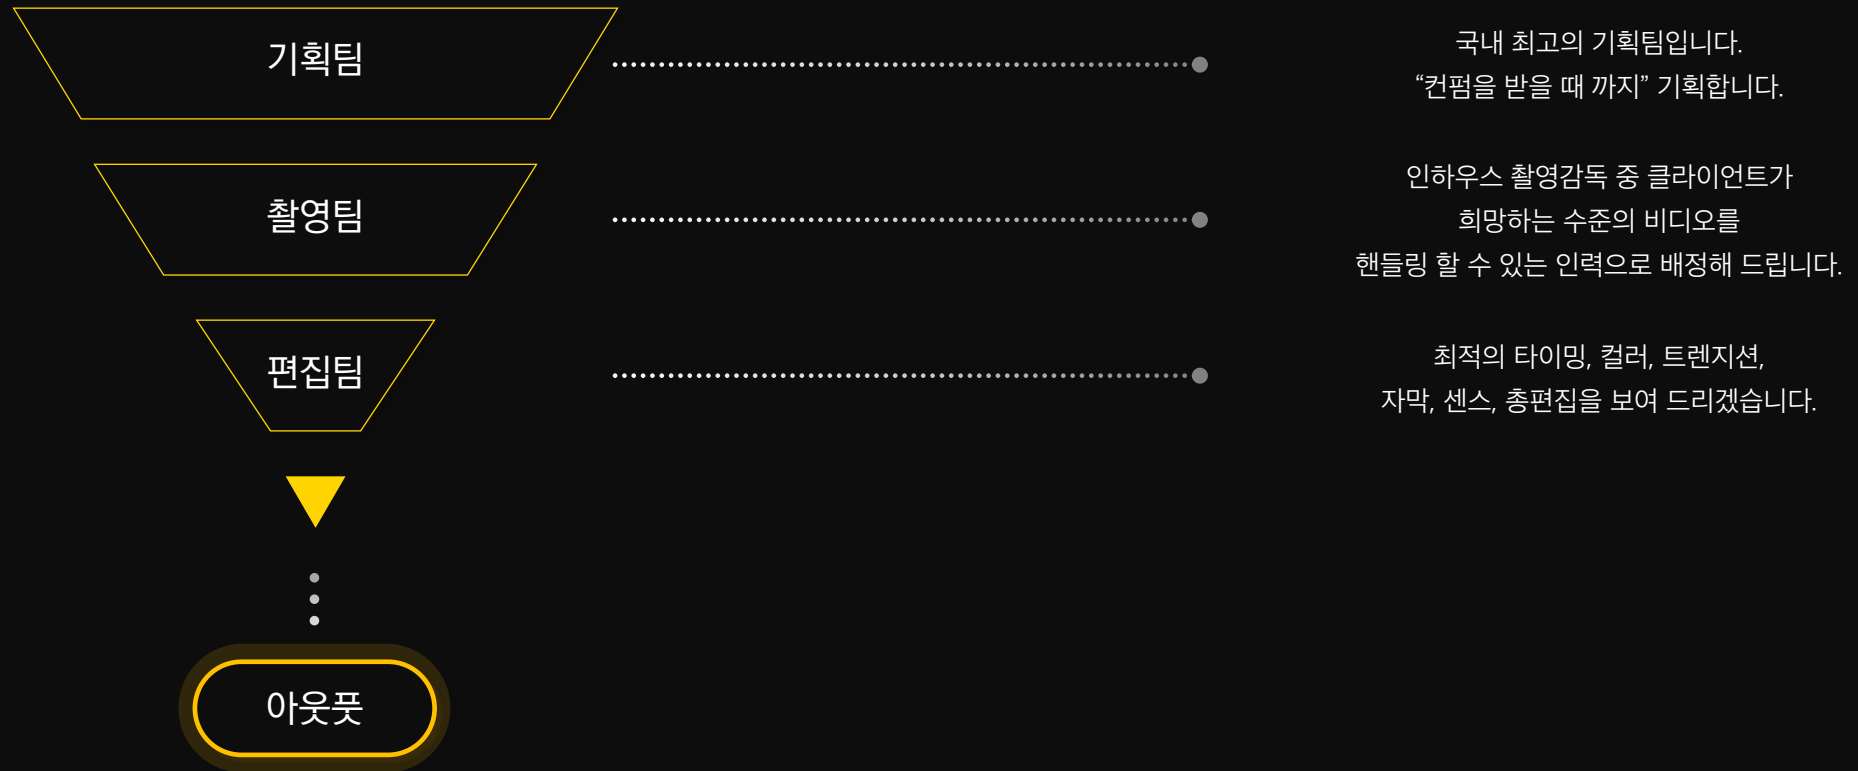 기획팀
국내 최고의 기획팀입니다.
“컨펌을 받을 때 까지” 기획합니다.
촬영팀
인하우스 촬영감독 중 클라이언트가
희망하는 수준의 비디오를
핸들링 할 수 있는 인력으로 배정해 드립니다.
편집팀
최적의 타이밍, 컬러, 트렌지션,
자막, 센스, 총편집을 보여 드리겠습니다.
아웃풋